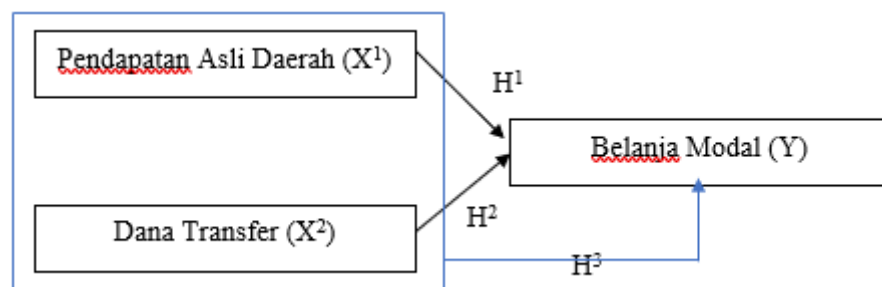 Pendapatan Asli Daerah (X¹)
H¹
Belanja Modal (Y)
Dana Transfer (X²)
H²
H³